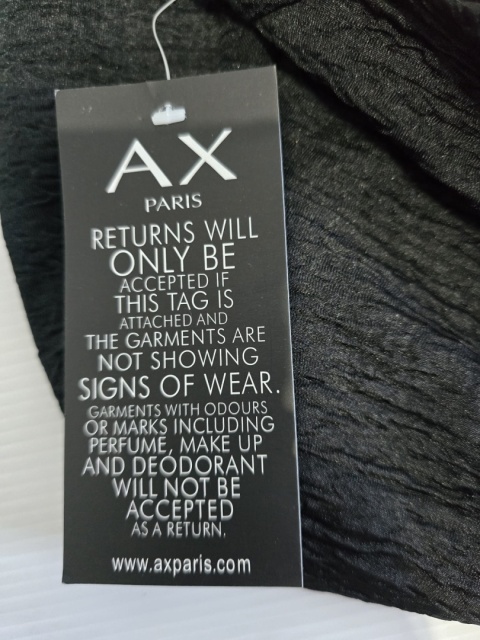 AX
PARIS
RETURNS WILL
ONLY BE
ACCEPTED IF
THIS TAG IS
ATTACHED AND
THE GARMENTS ARE
NOT SHOWING
SIGNS OF WEAR.
GARMENTS WITH ODOURS
OR MARKS INCLUDING
PERFUME, MAKE UP
AND DEODORANT
WILL NOT BE
ACCEPTED
AS A RETURN.
www.axparis.com